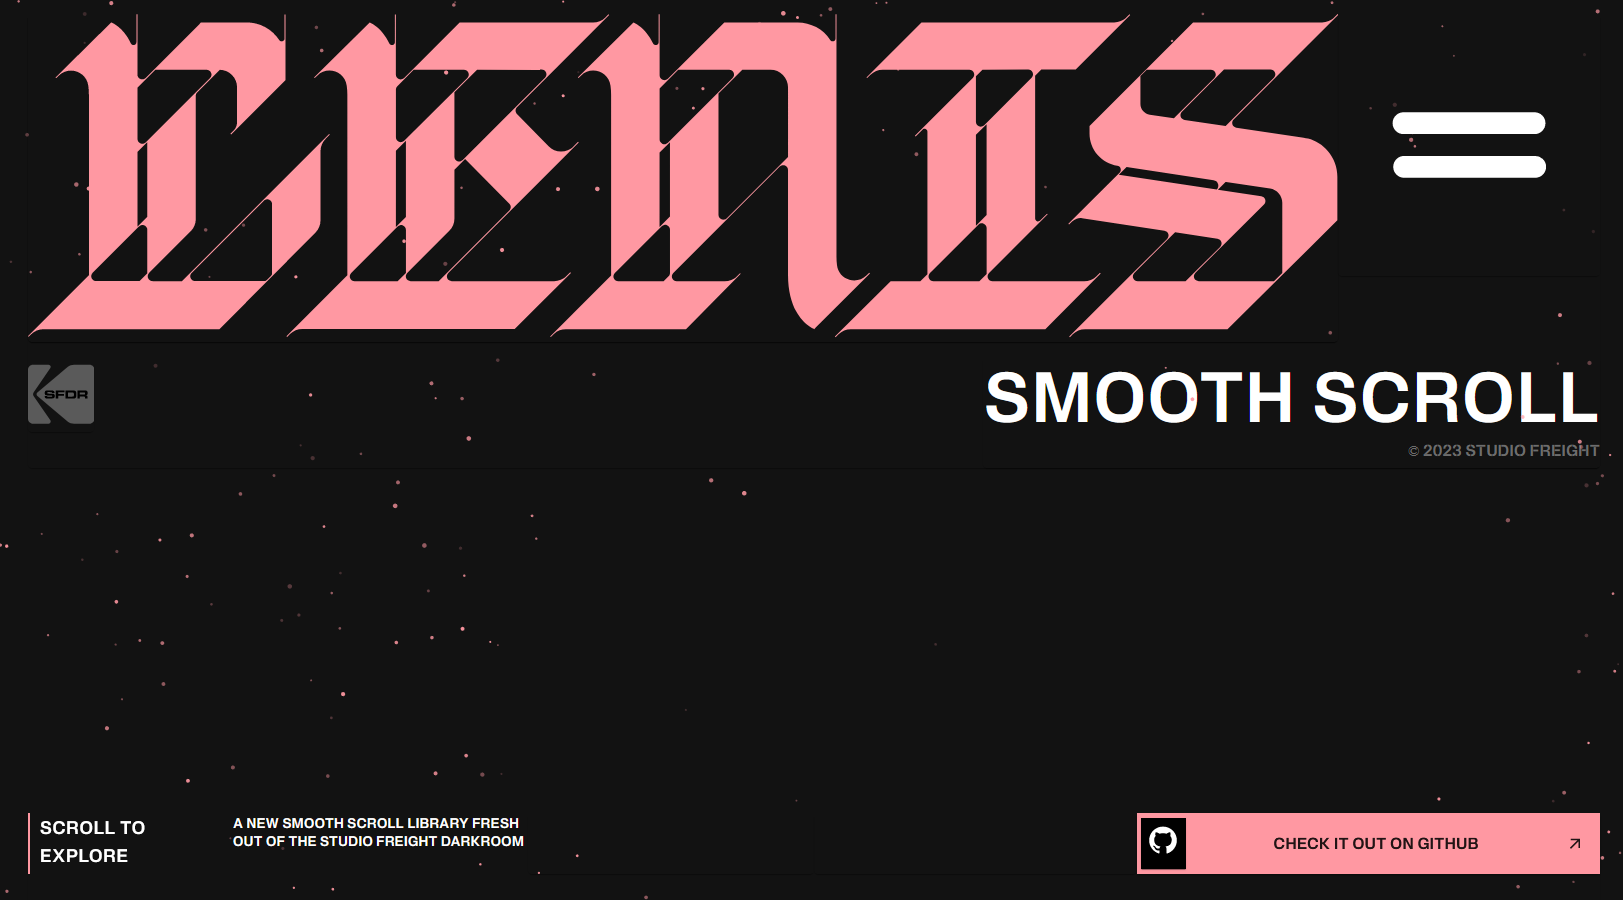 LENIS
SFDR
SMOOTH SCROLL
© 2023 STUDIO FREIGHT
SCROLL TO
EXPLORE
A NEW SMOOTH SCROLL LIBRARY FRESH
OUT OF THE STUDIO FREIGHT DARKROOM
CHECK IT OUT ON GITHUB